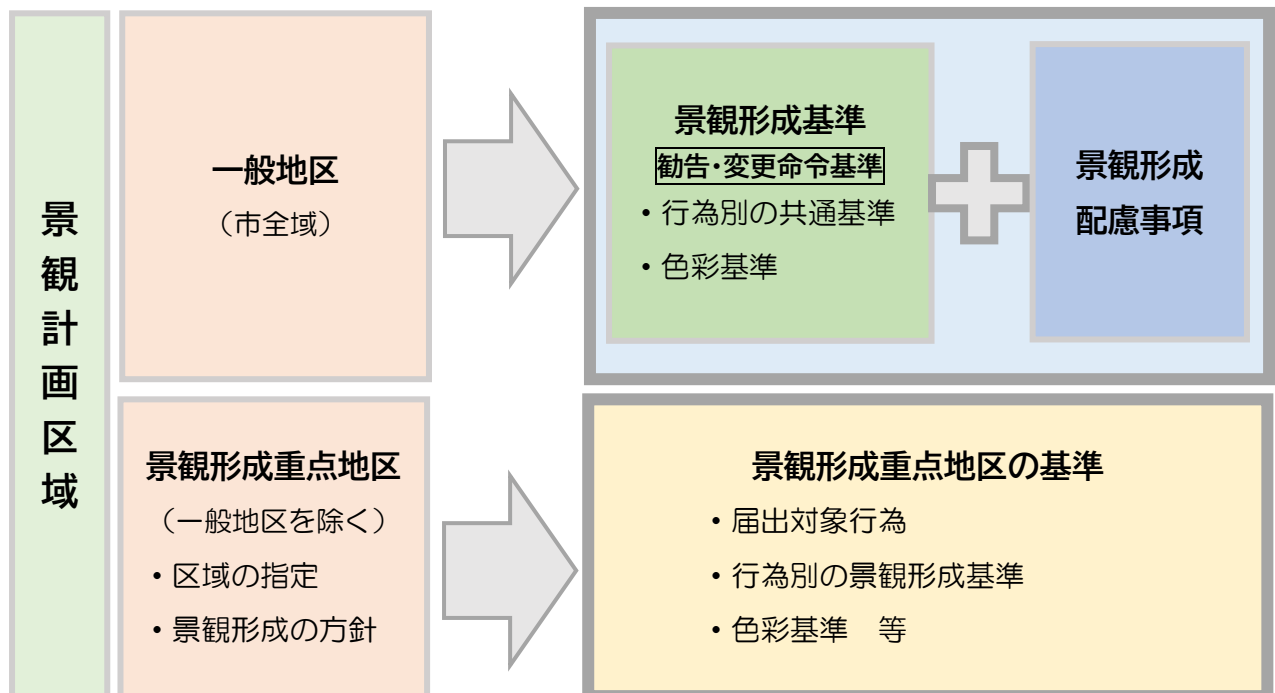 景観計画区域
一般地区
（市全域）
景観形成基準
勧告・変更命令基準
・行為別の共通基準
・色彩基準
景観形成
配慮事項
景観形成重点地区
（一般地区を除く）
・区域の指定
・景観形成の方針
景観形成重点地区の基準
・届出対象行為
・行為別の景観形成基準
・色彩基準　等